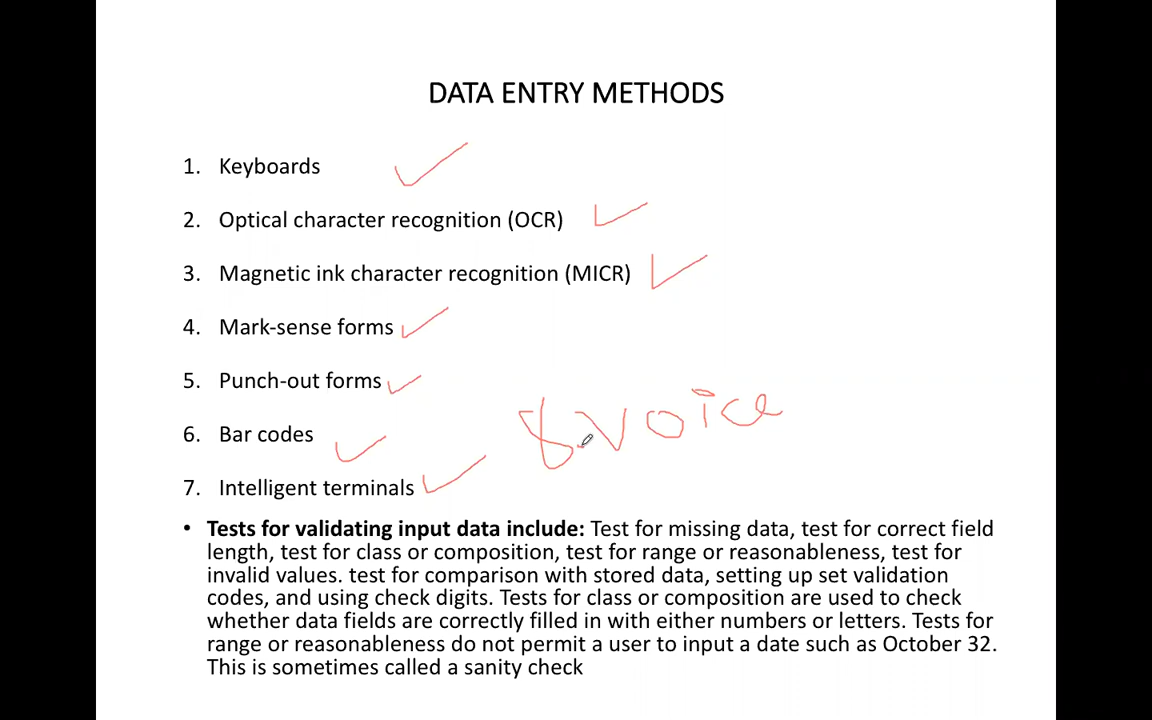 DATA ENTRY METHODS
1. Keyboards
2. Optical character recognition (OCR)
3. Magnetic ink character recognition (MICR)
4. Mark-sense forms
5. Punch-out forms
8. voice
6. Bar codes
7. Intelligent terminals
• Tests for validating input data include: Test for missing data, test for correct field
length, test for class or composition, test for range or reasonableness, test for
invalid values. test for comparison with stored data, setting up set validation
codes, and using check digits. Tests for class or composition are used to check
whether data fields are correctly filled in with either numbers or letters. Tests for
range or reasonableness do not permit a user to input a date such as October 32.
This is sometimes called a sanity check